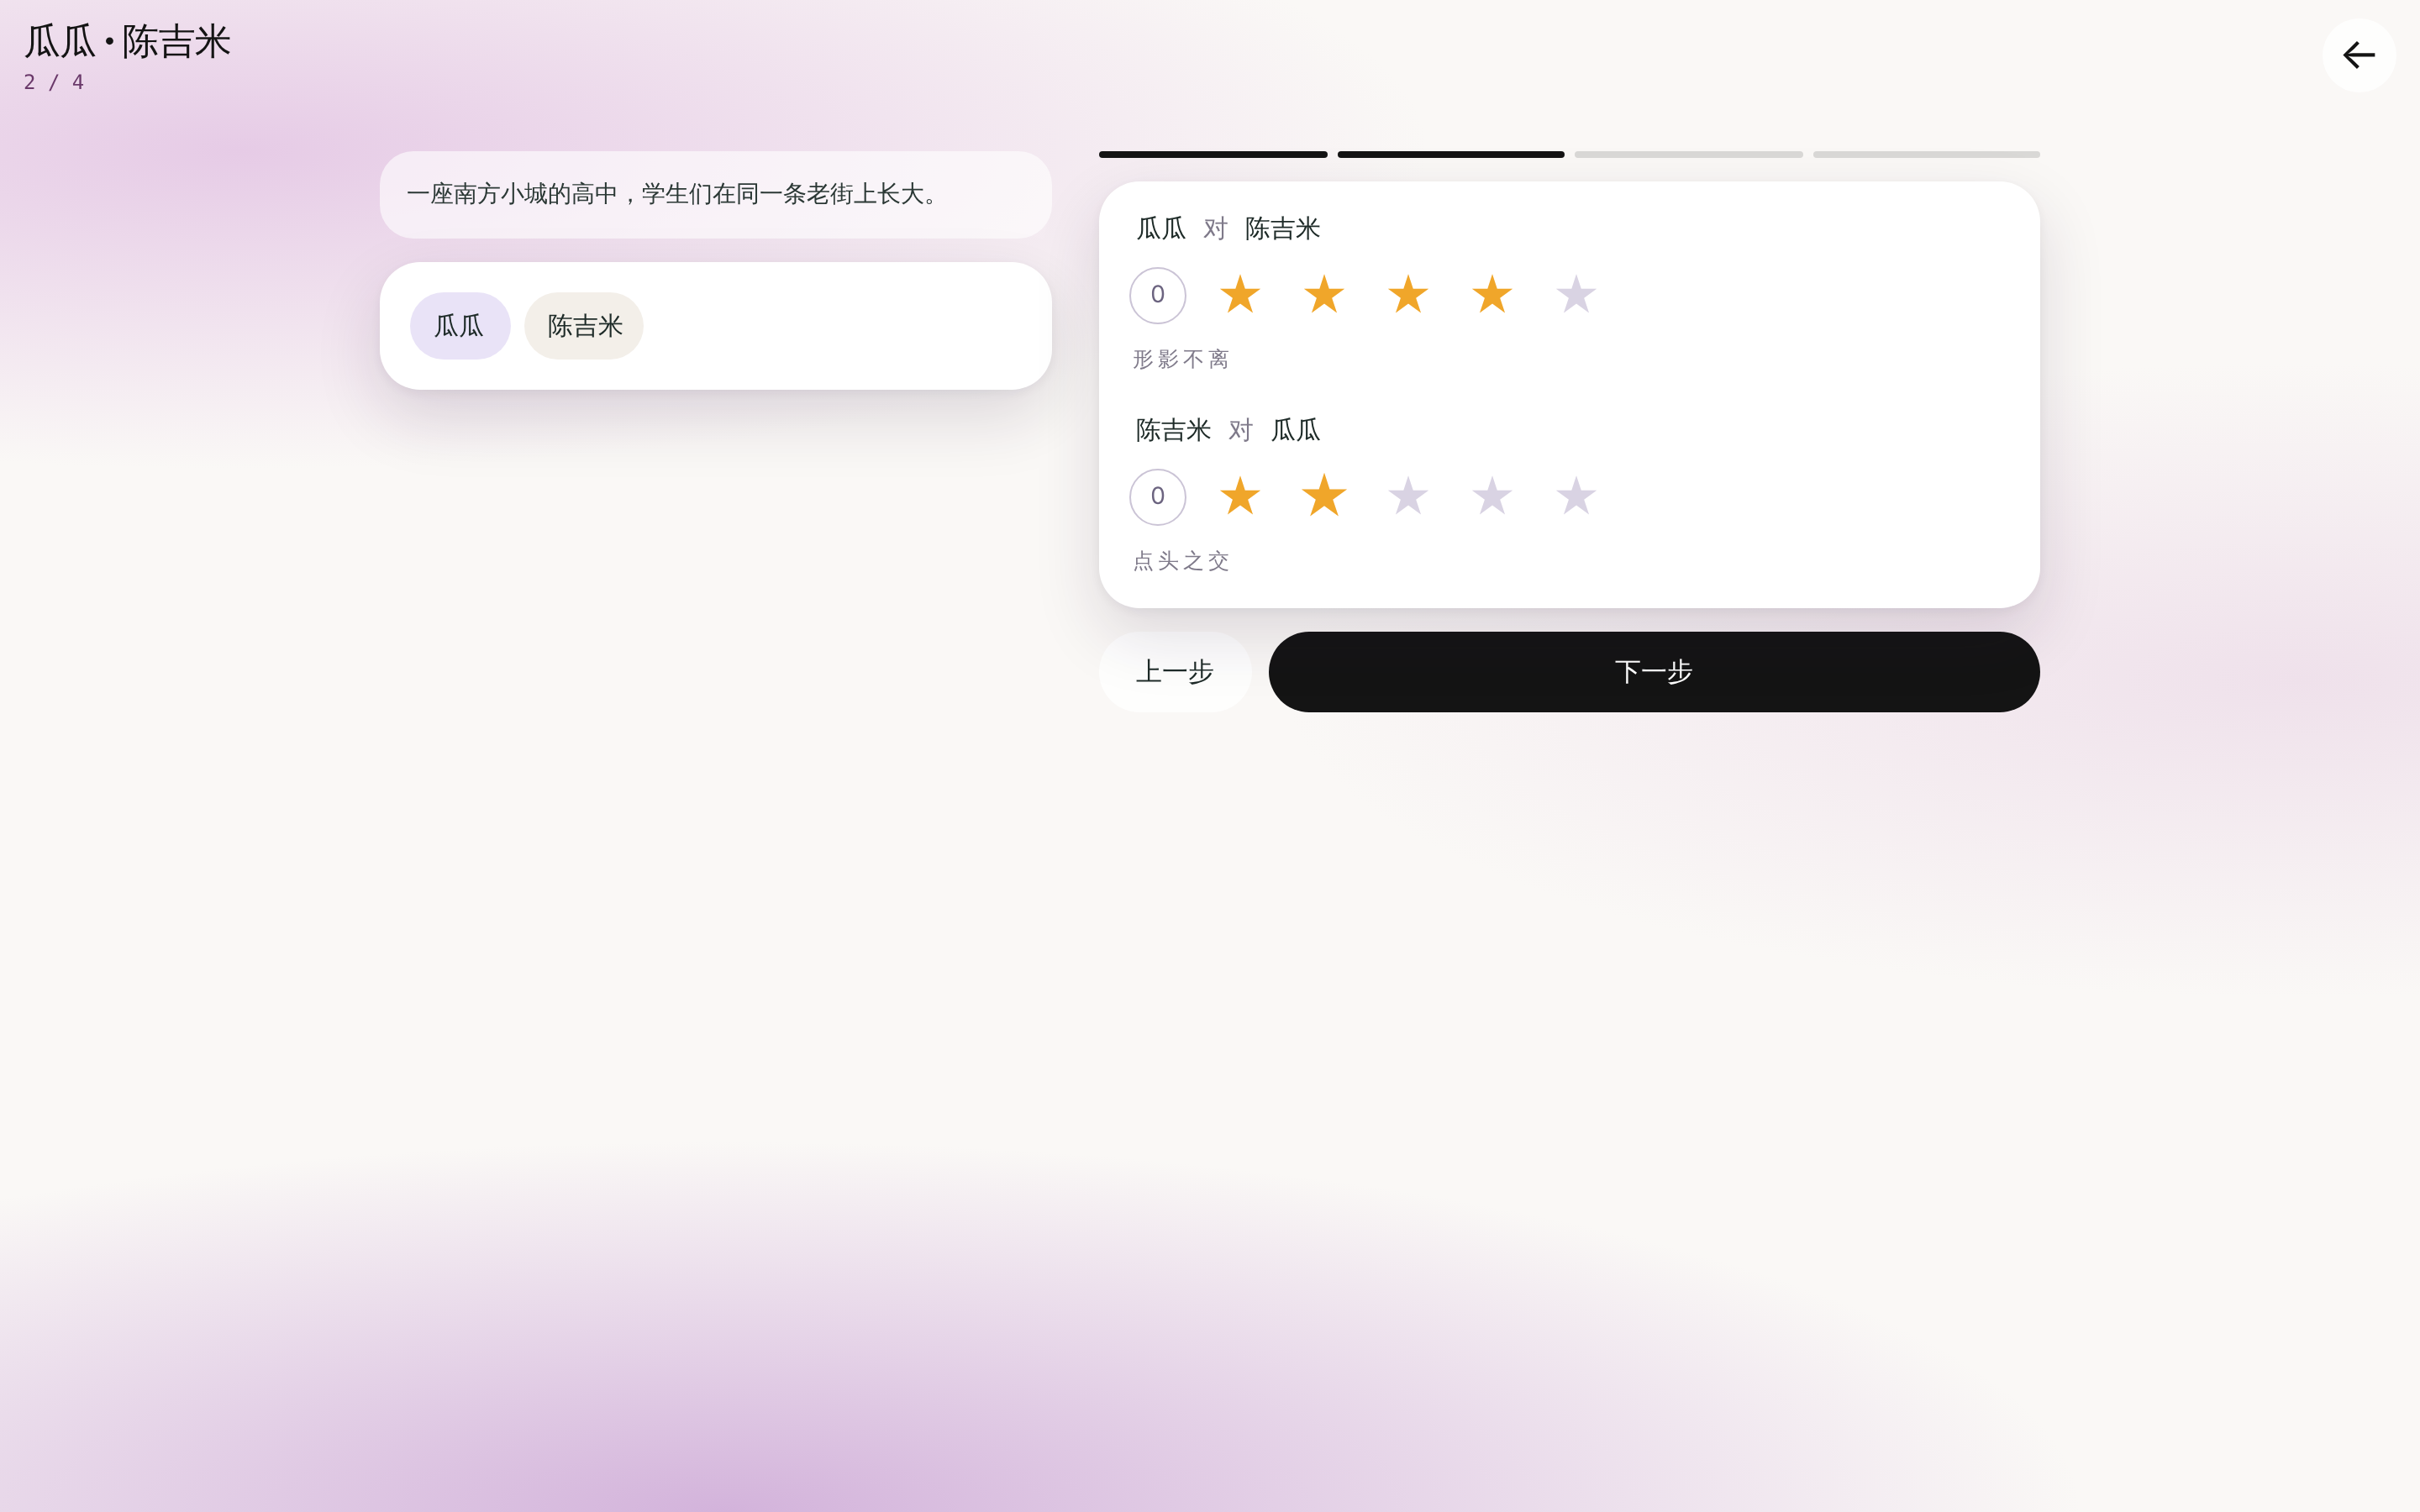 瓜瓜·陈吉米
2 / 4
一座南方小城的高中，学生们在同一条老街上长大。
瓜瓜 陈吉米
瓜瓜 对 陈吉米
0
形影不离
陈吉米 对 瓜瓜
0
点头之交
上一步 下一步